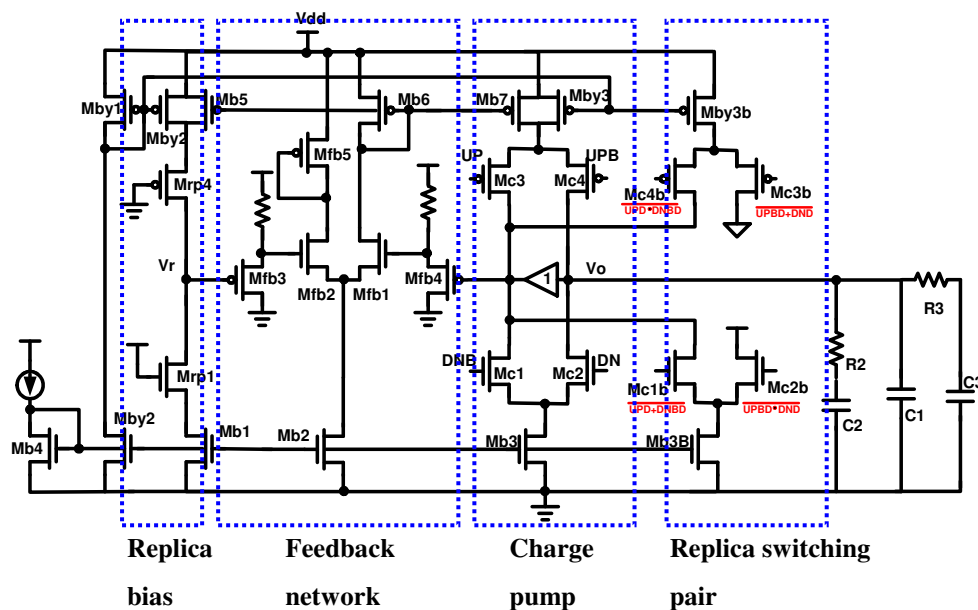 Vdd
Mby1
Mby2
Mb5
Mb6
Mb7
Mby3
Mby3b
Mfb5
UP
UPB
Mrp4
Mc3
Mc4
Mc4b
Mc3b
UPD•DNBD
UPBD+DND
Vr
Mfb3
Mfb2
Mfb1
Mfb4
1
Vo
R3
R2
Mrp1
DNB
DN
Mc1
Mc2
Mc1b
Mc2b
UPD+DNBD
UPBD•DND
C3
C1
C2
Mb4
Mby2
Mb1
Mb2
Mb3
Mb3B
Replica bias
Feedback network
Charge pump
Replica switching pair